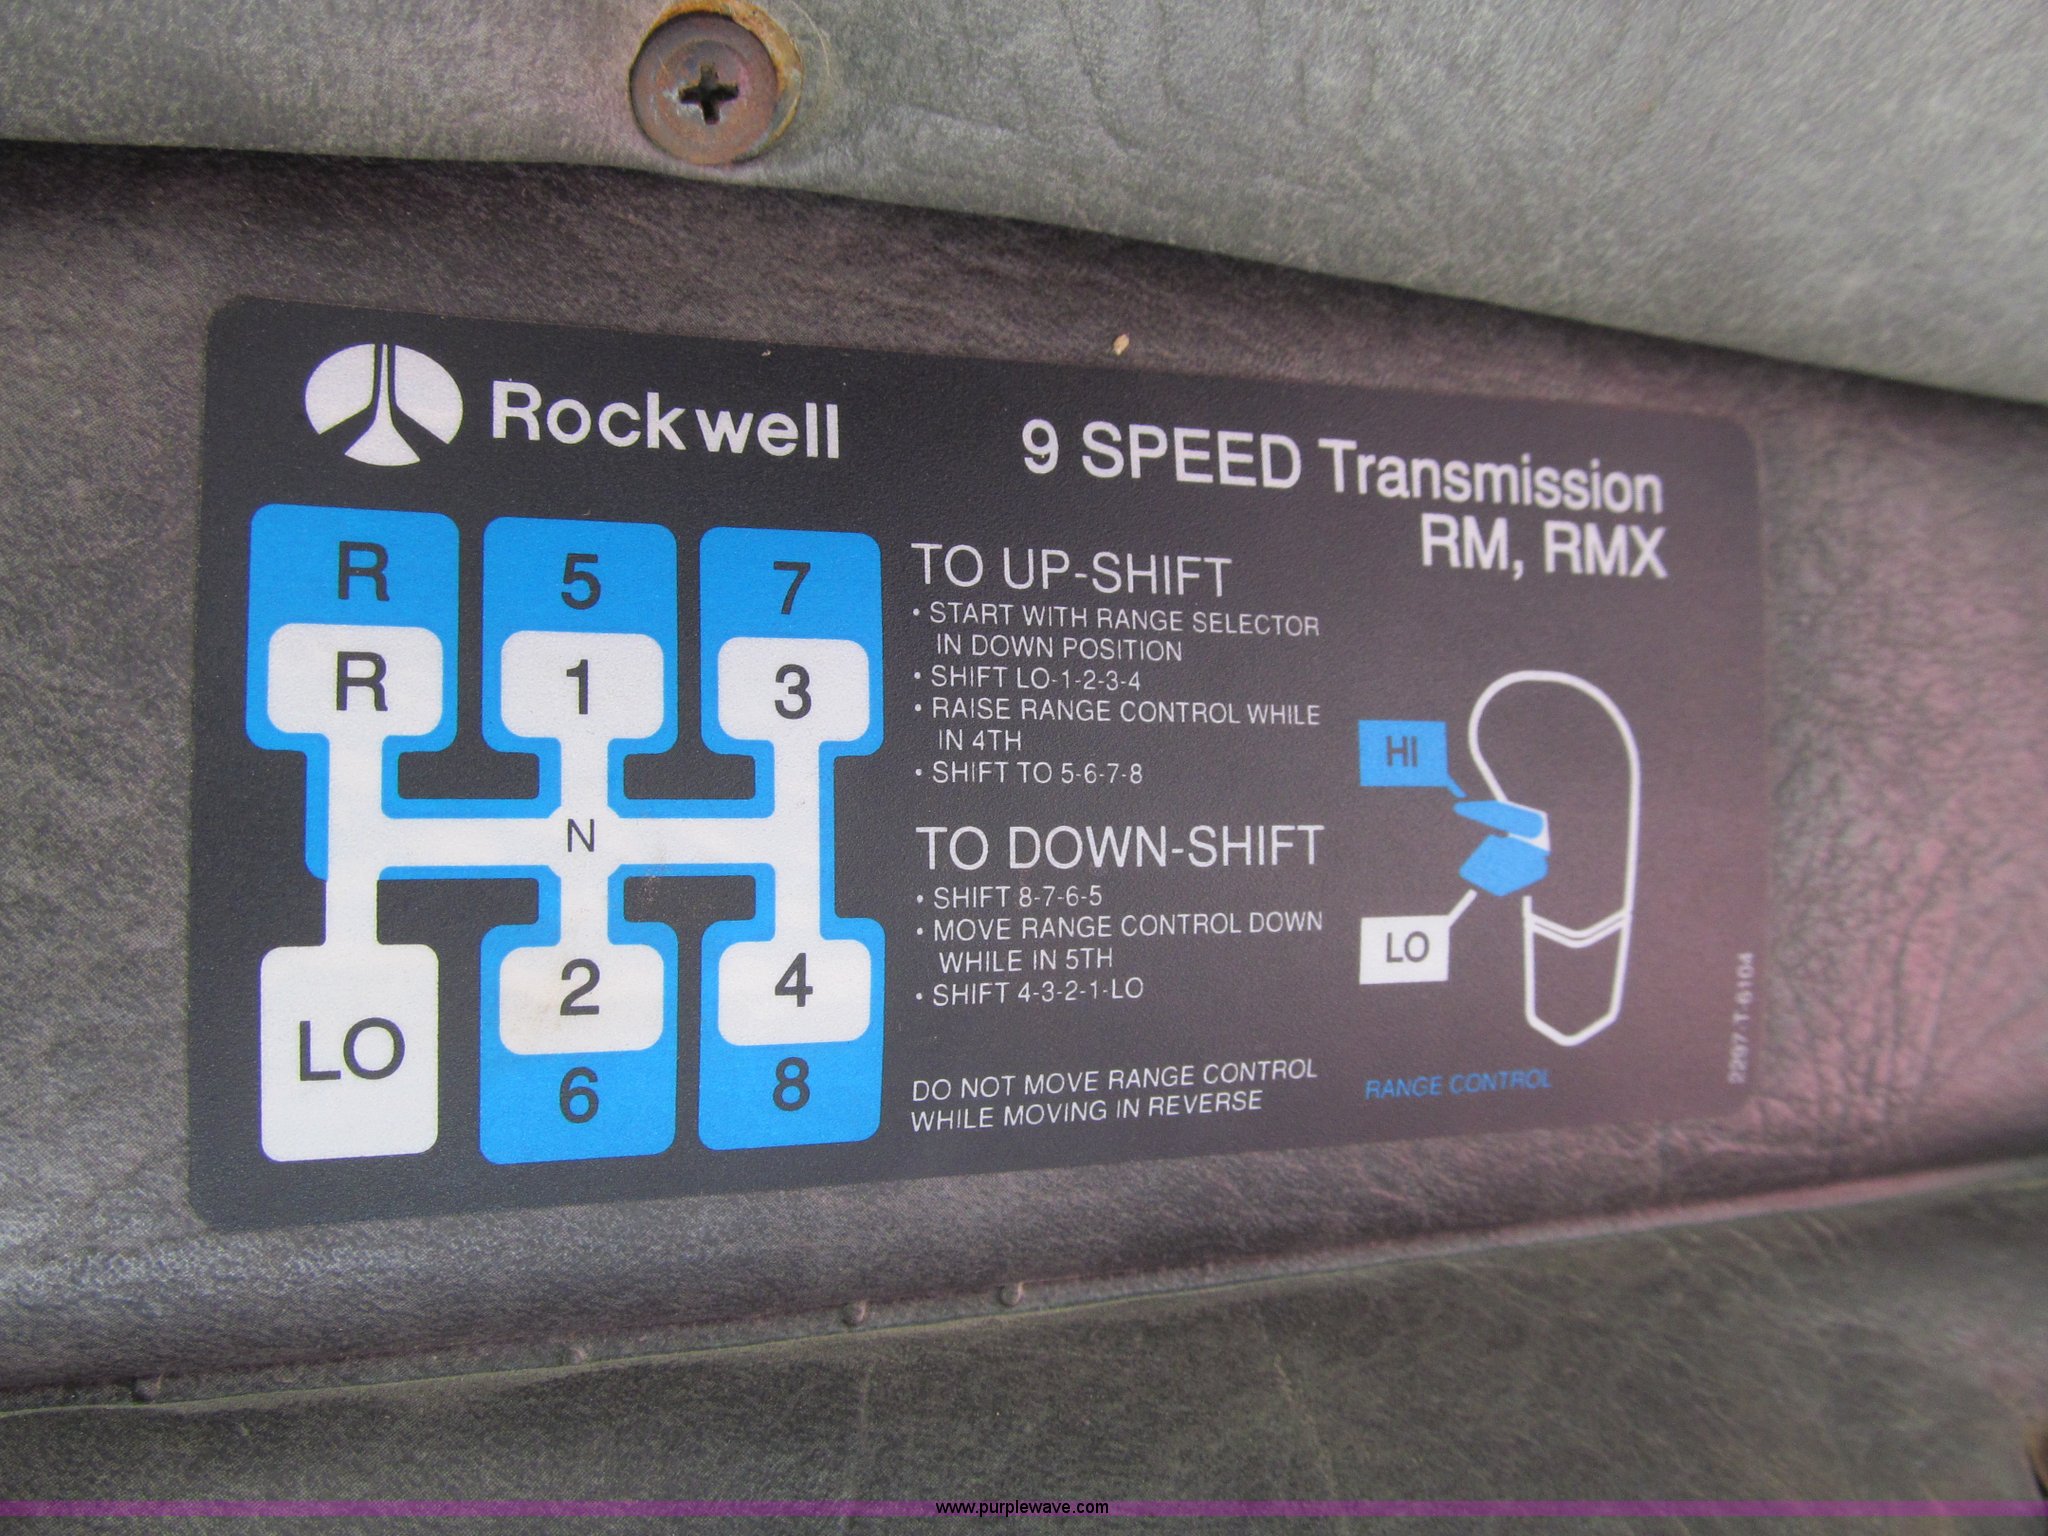 Rockwell
9 SPEED Transmission
RM, RMX
R
5
7
R
1
3
N
LO
2
4
6
8
TO UP-SHIFT
• START WITH RANGE SELECTOR
IN DOWN POSITION
• SHIFT LO-1-2-3-4
• RAISE RANGE CONTROL WHILE
IN 4TH
• SHIFT TO 5-6-7-8
TO DOWN-SHIFT
• SHIFT 8-7-6-5
• MOVE RANGE CONTROL DOWN
WHILE IN 5TH
• SHIFT 4-3-2-1-LO
DO NOT MOVE RANGE CONTROL
WHILE MOVING IN REVERSE
HI
LO
RANGE CONTROL
2297-T-6104
www.purplewave.com